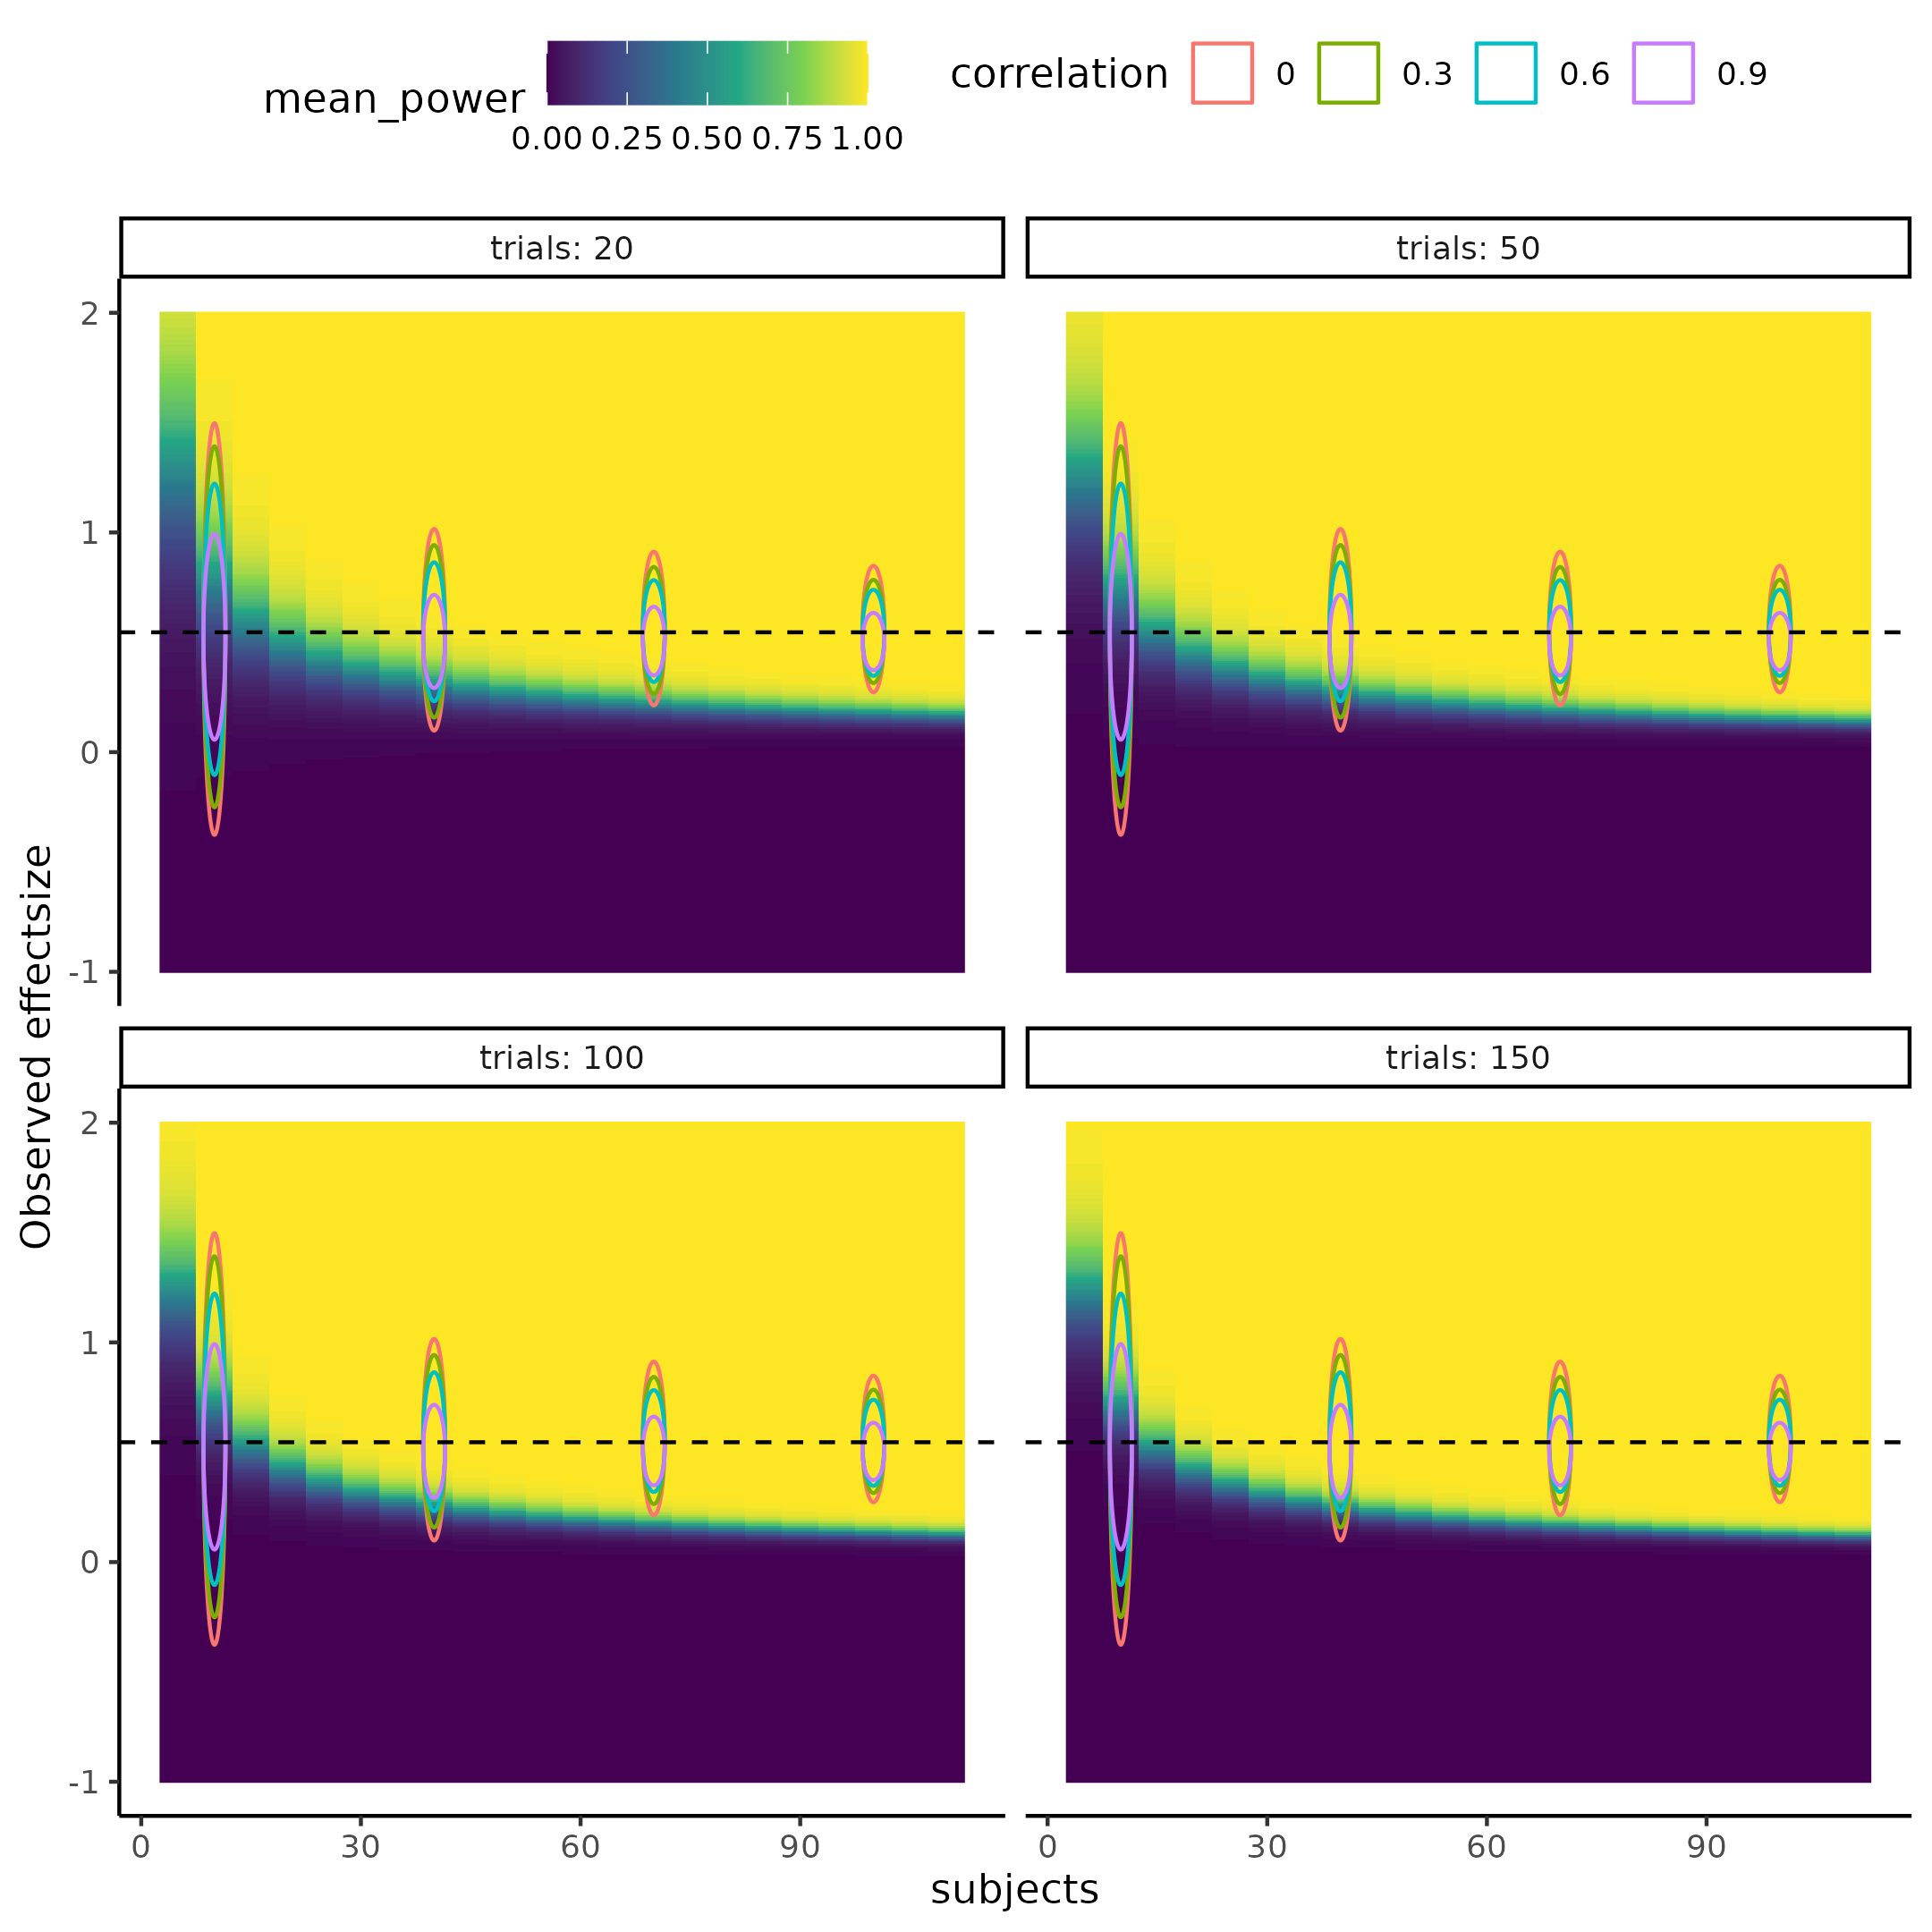 mean_power
0.00 0.25 0.50 0.75 1.00
correlation 0 0.3 0.6 0.9
trials: 20
trials: 50
2
1
0
-1
Observed effectsize
trials: 100
trials: 150
2
1
0
-1
0 30 60 90
0 30 60 90
subjects